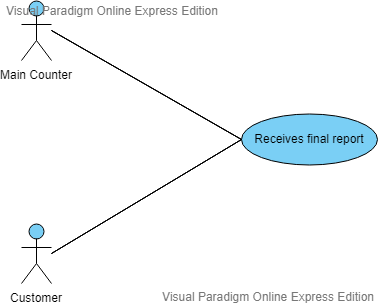 Visual Paradigm Online Express Edition
Main Counter
Receives final report
Customer
Visual Paradigm Online Express Edition